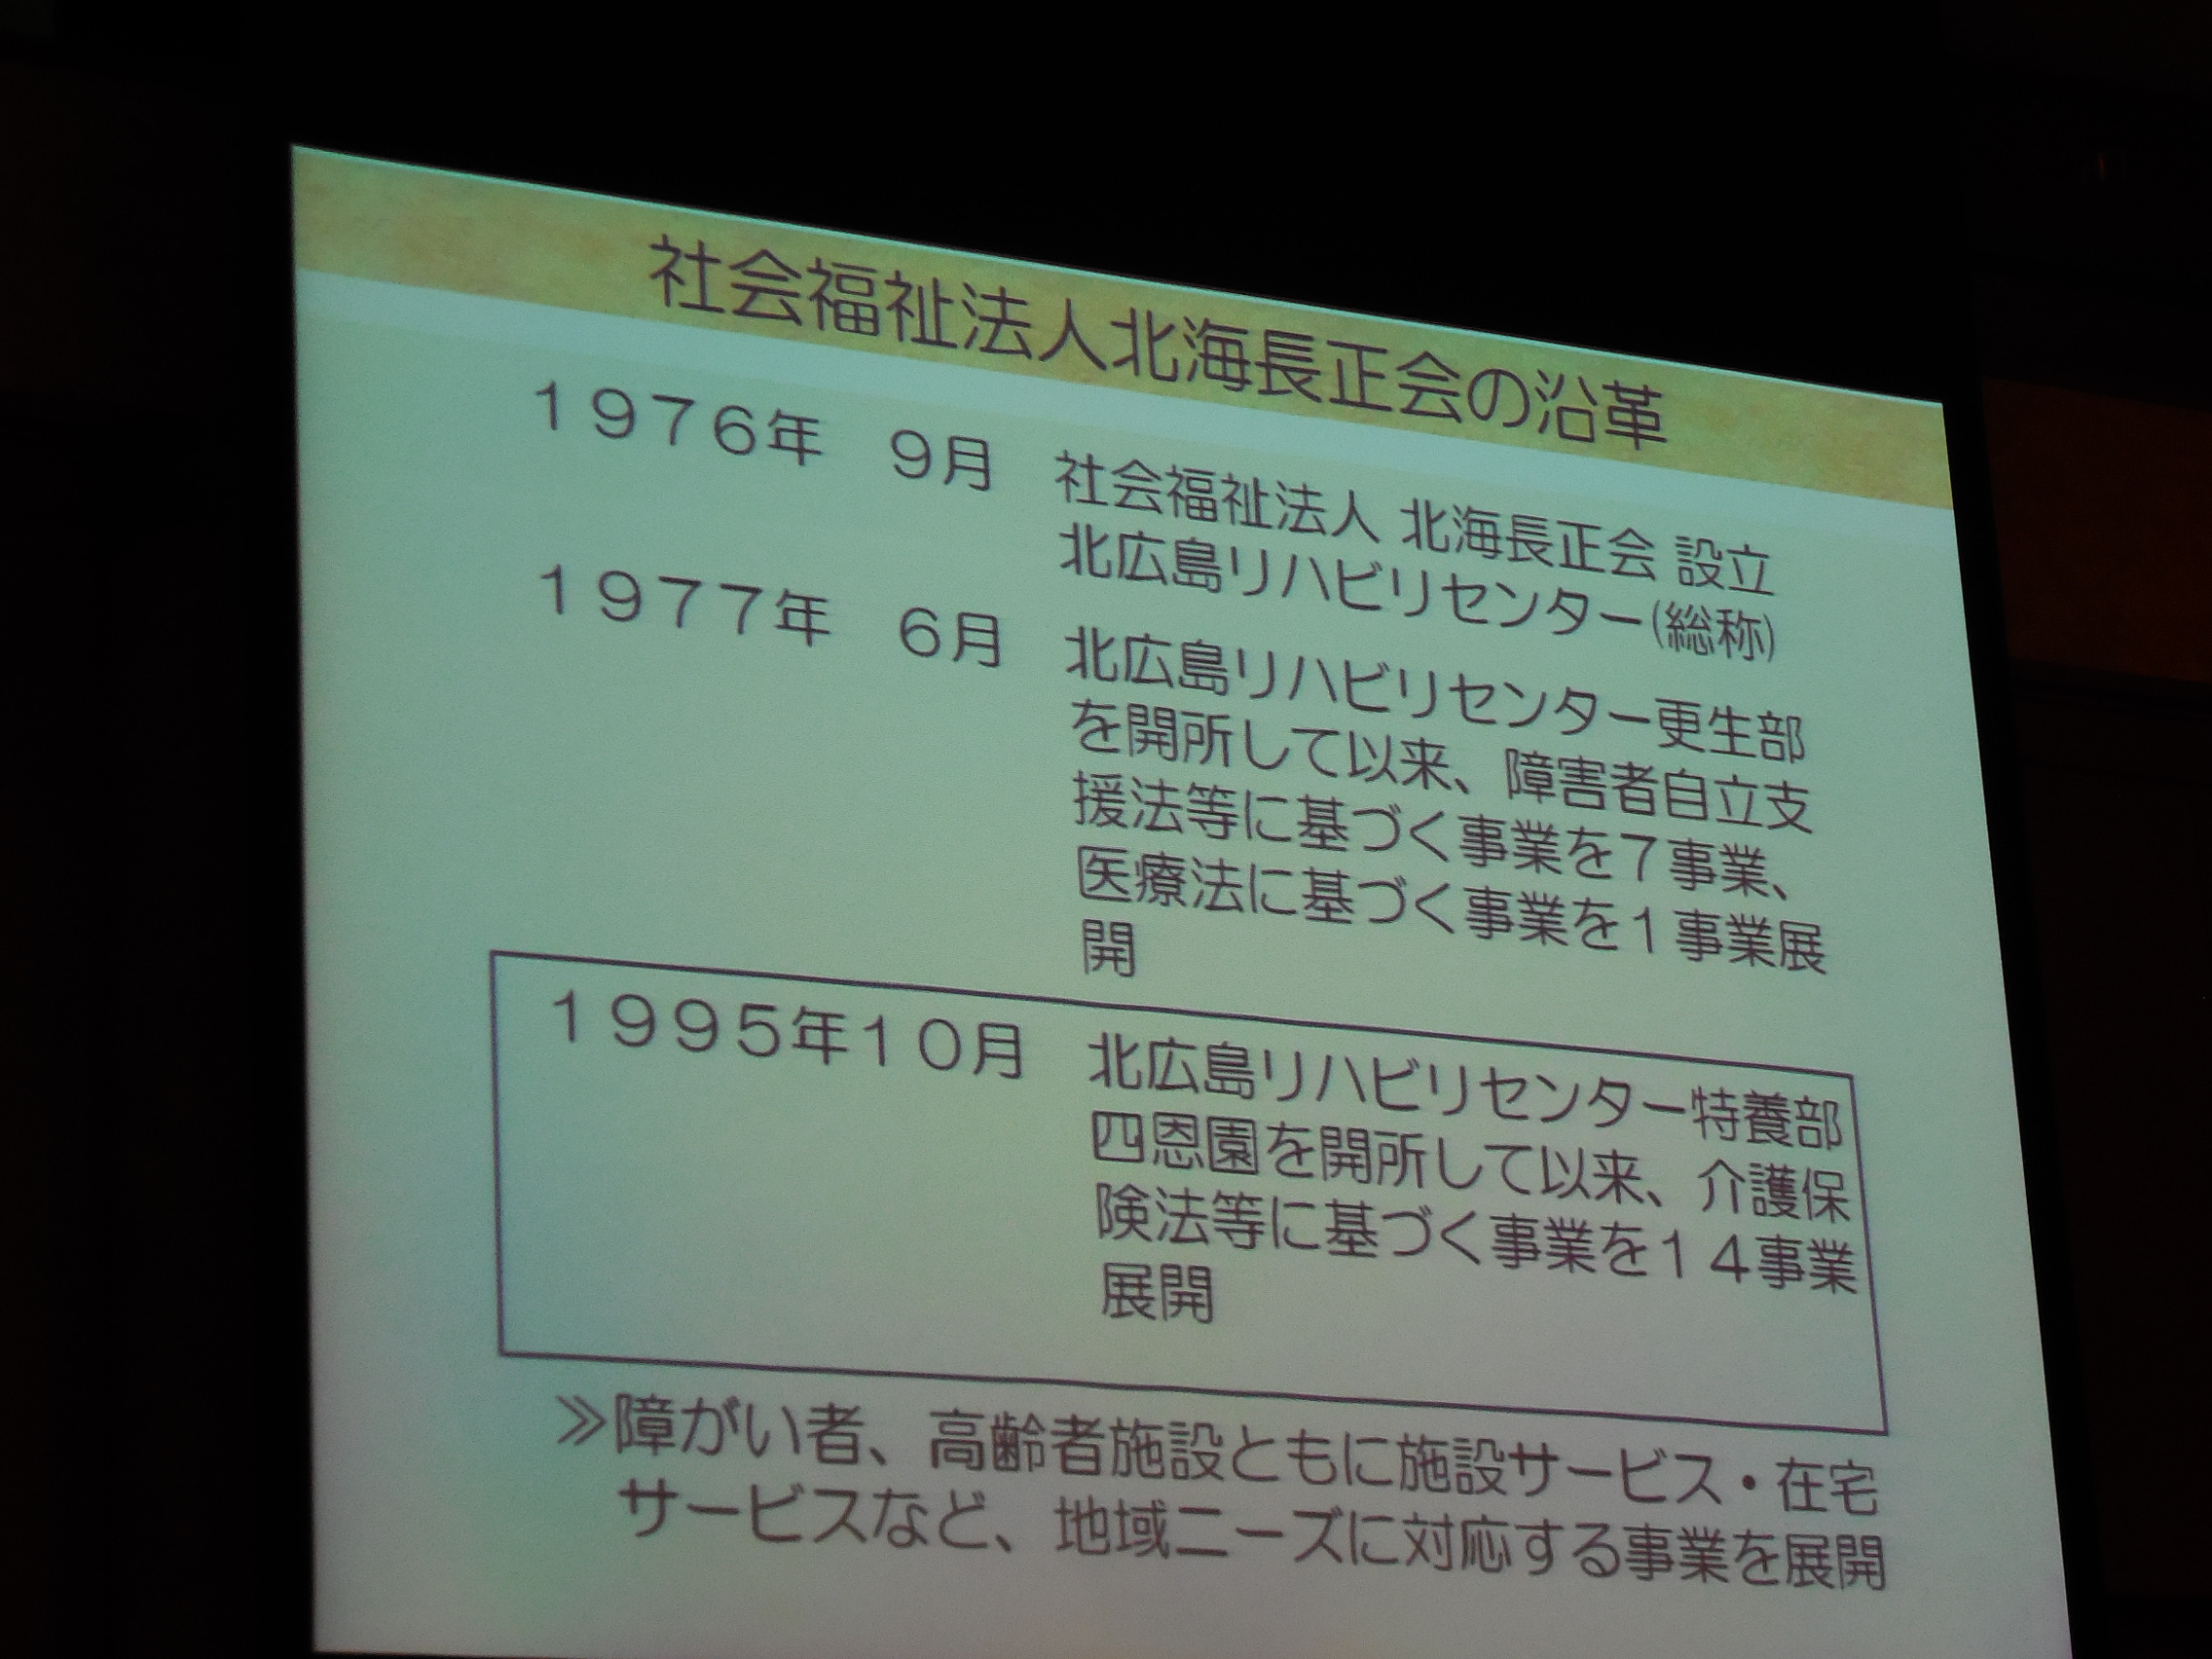 社会福祉法人北海長正会の沿革
１９７６年　９月　社会福祉法人 北海長正会 設立
北広島リハビリセンター(総称)
１９７７年　６月　北広島リハビリセンター更生部
を開所して以来、障害者自立支
援法等に基づく事業を７事業、
医療法に基づく事業を１事業展
開
１９９５年１０月　北広島リハビリセンター特養部
四恩園を開所して以来、介護保
険法等に基づく事業を１４事業
展開
≫障がい者、高齢者施設ともに施設サービス・在宅
サービスなど、地域ニーズに対応する事業を展開